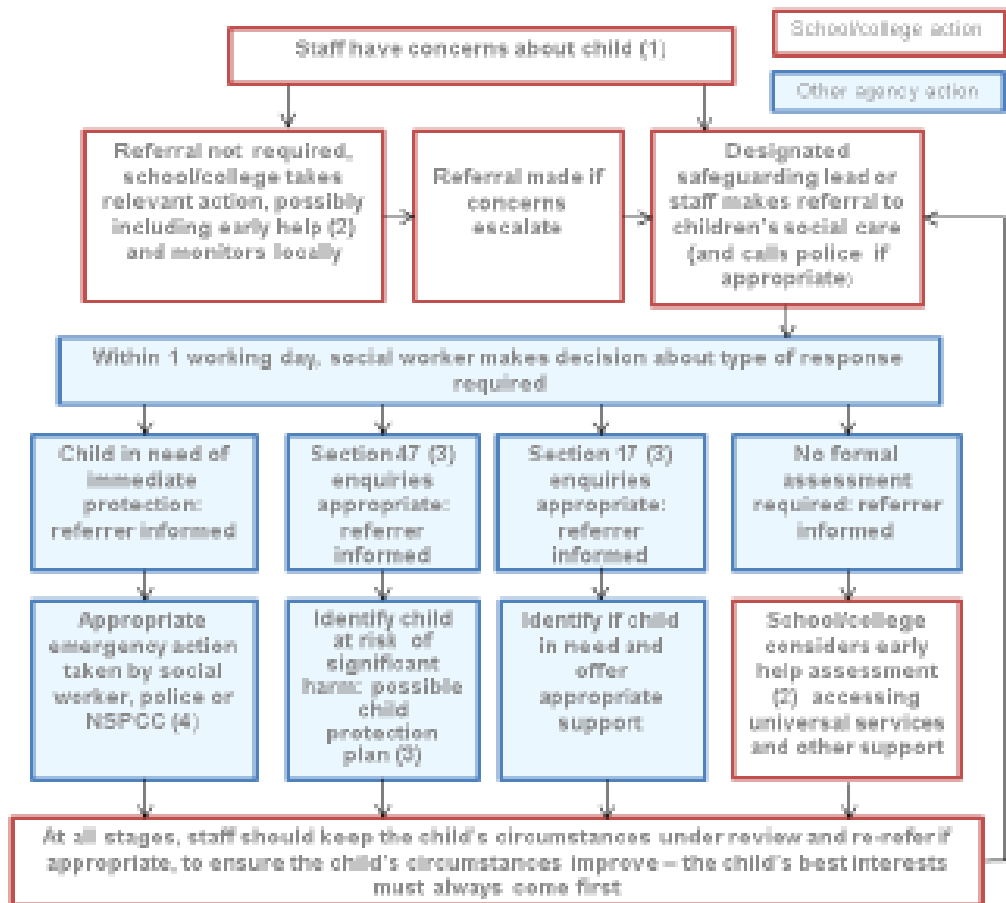 Staff have concerns about child (1)
School/college action
Other agency action
Referral not required,
school/college takes
relevant action, possibly
including early help (2)
and monitors locally
Referral made if
concerns
escalate
Designated
safeguarding lead or
staff makes referral to
children's social care
(and calls police if
appropriate)
Within 1 working day, social worker makes decision about type of response
required
Child in need of
immediate
protection:
referrer informed
Section 47 (3)
enquiries
appropriate:
referrer
informed
Section 17 (3)
enquiries
appropriate:
referrer
informed
No formal
assessment
required: referrer
informed
Appropriate
emergency action
taken by social
worker, police or
NSPCC (4)
Identify child
at risk of
significant
harm: possible
child
protection
plan (3)
Identify if child
in need and
offer
appropriate
support
School/college
considers early
help assessment
(2) accessing
universal services
and other support
At all stages, staff should keep the child's circumstances under review and re-refer if
appropriate, to ensure the child's circumstances improve – the child's best interests
must always come first